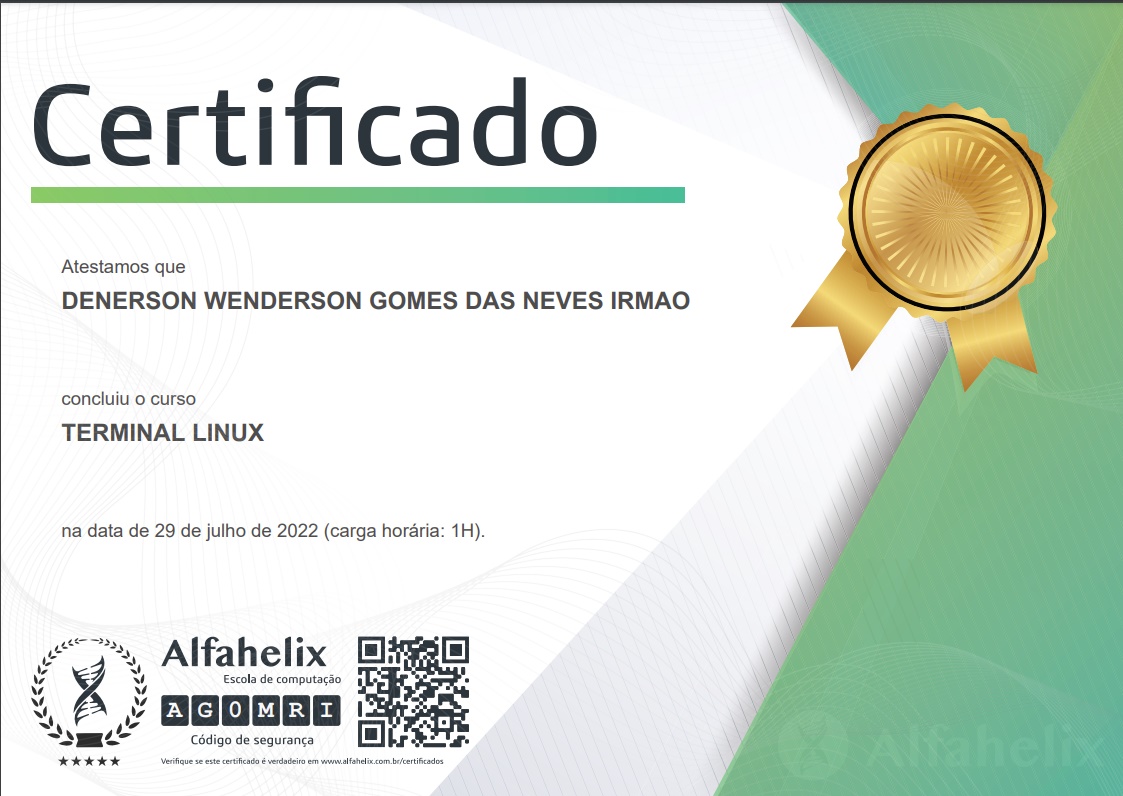 Certificado
Atestamos que
DENERSON WENDERSON GOMES DAS NEVES IRMAO
concluiu o curso
TERMINAL LINUX
na data de 29 de julho de 2022 (carga horária: 1H).
Alfahelix
Escola de computação
AG0MRI
Código de segurança
Verifique se este certificado é verdadeiro em www.alfahelix.com.br/certificados
Alfahelix